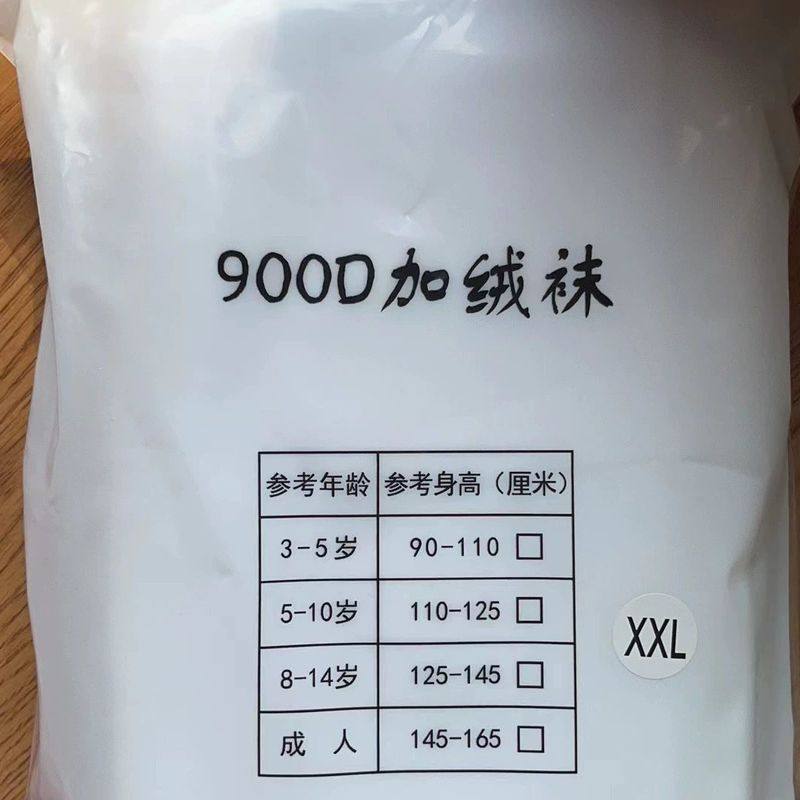 900D加绒袜
参考年龄 参考身高（厘米）
3-5岁 90-110 □
5-10岁 110-125 □
8-14岁 125-145 □
成 人 145-165 □
XXL